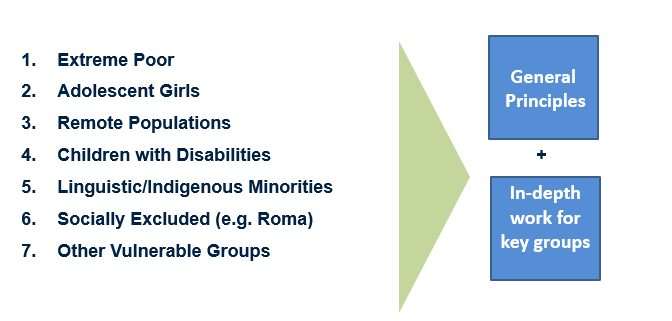 1. Extreme Poor
2. Adolescent Girls
3. Remote Populations
4. Children with Disabilities
5. Linguistic/Indigenous Minorities
6. Socially Excluded (e.g. Roma)
7. Other Vulnerable Groups
General
Principles
+
In-depth
work for
key groups